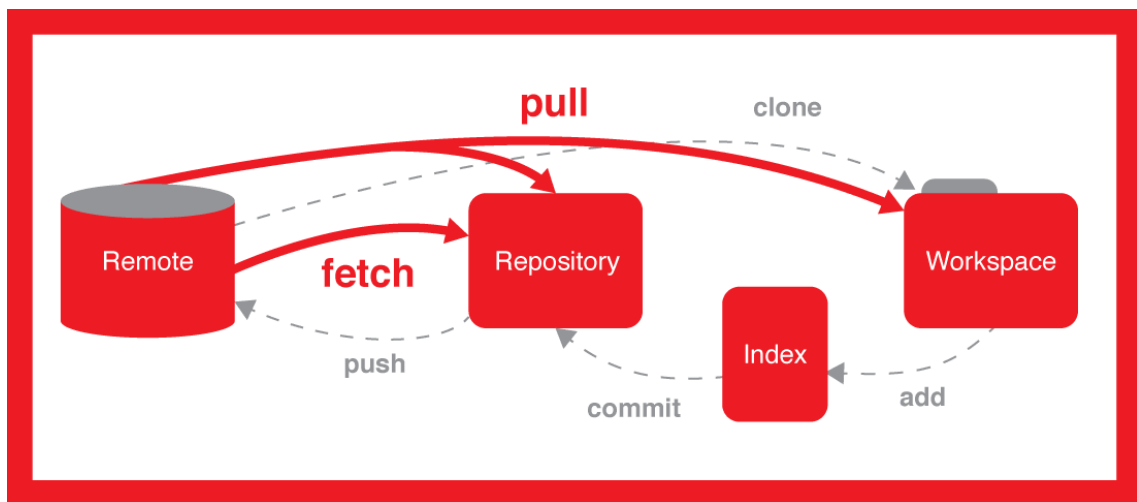 pull
clone
Remote
Repository
Workspace
fetch
Index
push
commit
add